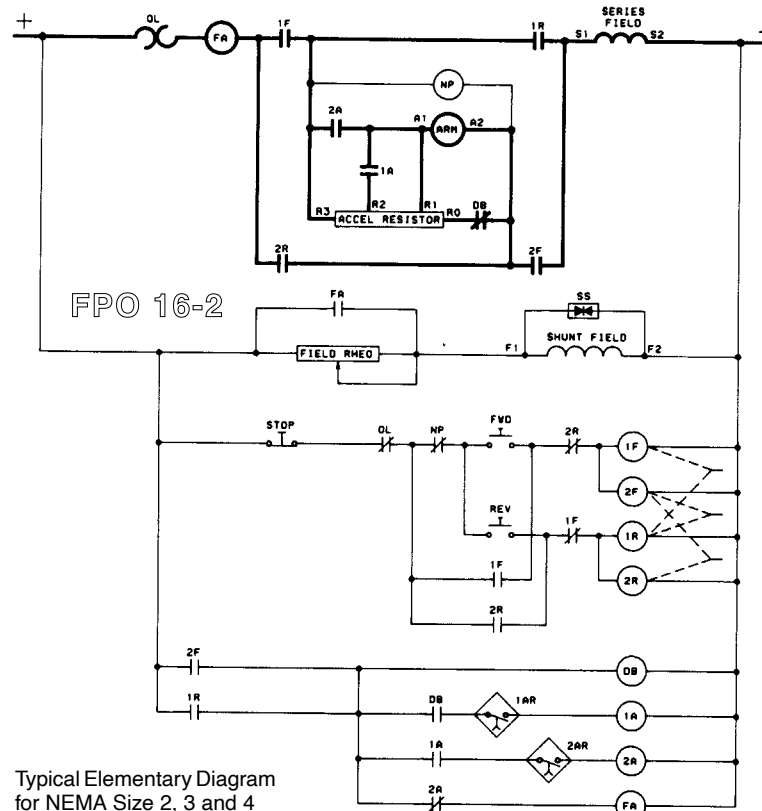 + OL FA 1F 1R S1 SERIES FIELD S2
NP
2A A1 ARM A2
1A
R3 R2 R1 R0 DB
ACCEL RESISTOR
2R 2F
FPO 16-2
FA SS
FIELD RHEO F1 SHUNT FIELD F2
STOP OL NP FWD 2R 1F
2F
REV 1F 1R
1F 2R
2R
2F DB
1R DB 1AR 1A
1A 2AR 2A
2A FA
Typical Elementary Diagram
for NEMA Size 2, 3 and 4